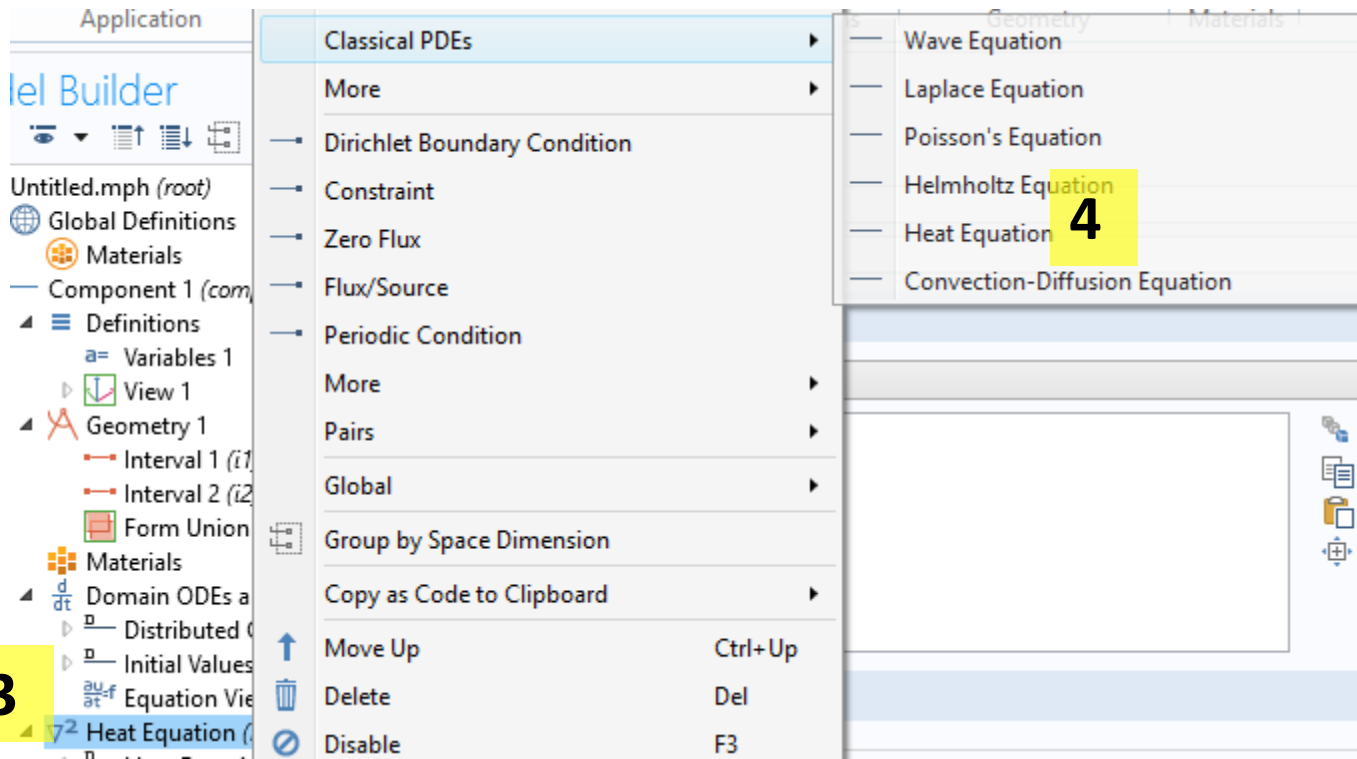 Application
Geometry
Materials
del Builder
Untitled.mph (root)
Global Definitions
Materials
Component 1 (com
Definitions
a= Variables 1
View 1
Geometry 1
Interval 1 (i1
Interval 2 (i2
Form Union
Materials
d/dt Domain ODEs a
Distributed
Initial Values
Equation Vie
3
∇² Heat Equation (
Classical PDEs
More
Dirichlet Boundary Condition
Constraint
Zero Flux
Flux/Source
Periodic Condition
More
Pairs
Global
Group by Space Dimension
Copy as Code to Clipboard
Move Up Ctrl+Up
Delete Del
Disable F3
Wave Equation
Laplace Equation
Poisson's Equation
Helmholtz Equation
Heat Equation
4
Convection-Diffusion Equation